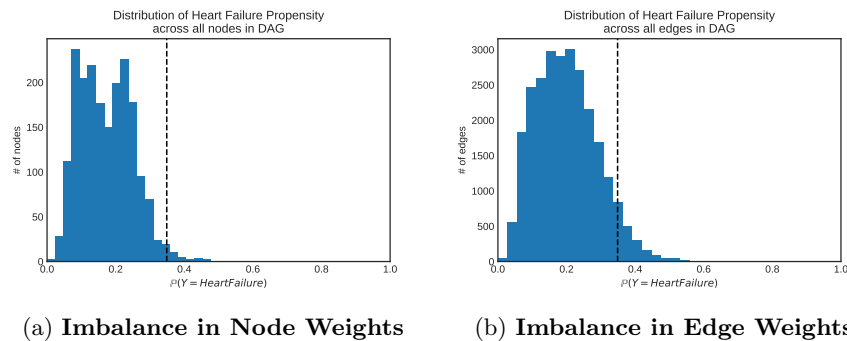 Distribution of Heart Failure Propensity
across all nodes in DAG
# of nodes
200
150
100
50
0
0.0 0.2 0.4 0.6 0.8 1.0
ℙ(Y = HeartFailure)
(a) Imbalance in Node Weights
Distribution of Heart Failure Propensity
across all edges in DAG
# of edges
3000
2500
2000
1500
1000
500
0
0.0 0.2 0.4 0.6 0.8 1.0
ℙ(Y = HeartFailure)
(b) Imbalance in Edge Weights